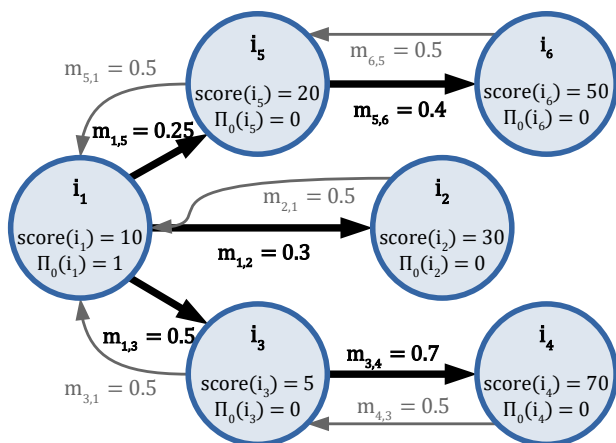 i₅
score(i₅) = 20
Π₀(i₅) = 0
m₆,₅ = 0.5
i₆
score(i₆) = 50
Π₀(i₆) = 0
m₅,₁ = 0.5
m₅,₆ = 0.4
m₁,₅ = 0.25
i₁
score(i₁) = 10
Π₀(i₁) = 1
m₂,₁ = 0.5
m₁,₂ = 0.3
i₂
score(i₂) = 30
Π₀(i₂) = 0
m₁,₃ = 0.5
m₃,₁ = 0.5
i₃
score(i₃) = 5
Π₀(i₃) = 0
m₃,₄ = 0.7
m₄,₃ = 0.5
i₄
score(i₄) = 70
Π₀(i₄) = 0